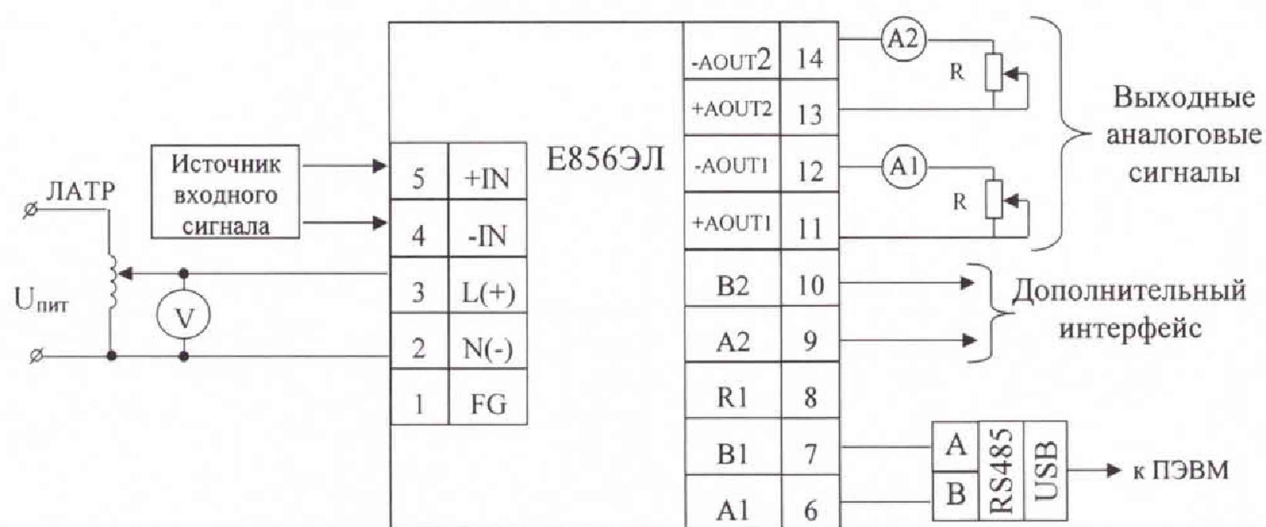 ЛАТР
Uпит
V
Источник
входного
сигнала
5 +IN
4 -IN
3 L(+)
2 N(-)
1 FG
Е856ЭЛ
-AOUT2 14
+AOUT2 13
-AOUT1 12
+AOUT1 11
B2 10
A2 9
R1 8
B1 7
A1 6
A2
R
A1
R
Выходные
аналоговые
сигналы
Дополнительный
интерфейс
A
B
RS485
USB
к ПЭВМ